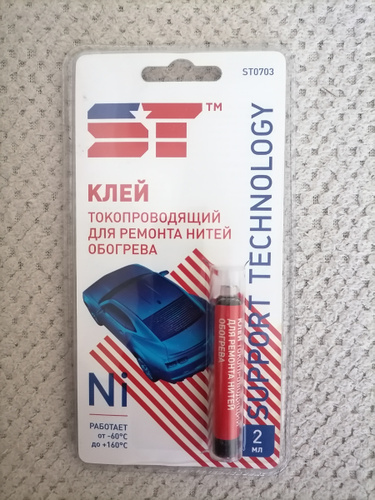 ST0703
ST™
КЛЕЙ
ТОКОПРОВОДЯЩИЙ
ДЛЯ РЕМОНТА НИТЕЙ
ОБОГРЕВА
SUPPORT TECHNOLOGY
ДЛЯ РЕМОНТА НИТЕЙ
ОБОГРЕВА
Ni
РАБОТАЕТ
от -60°C
до +160°C
2
МЛ